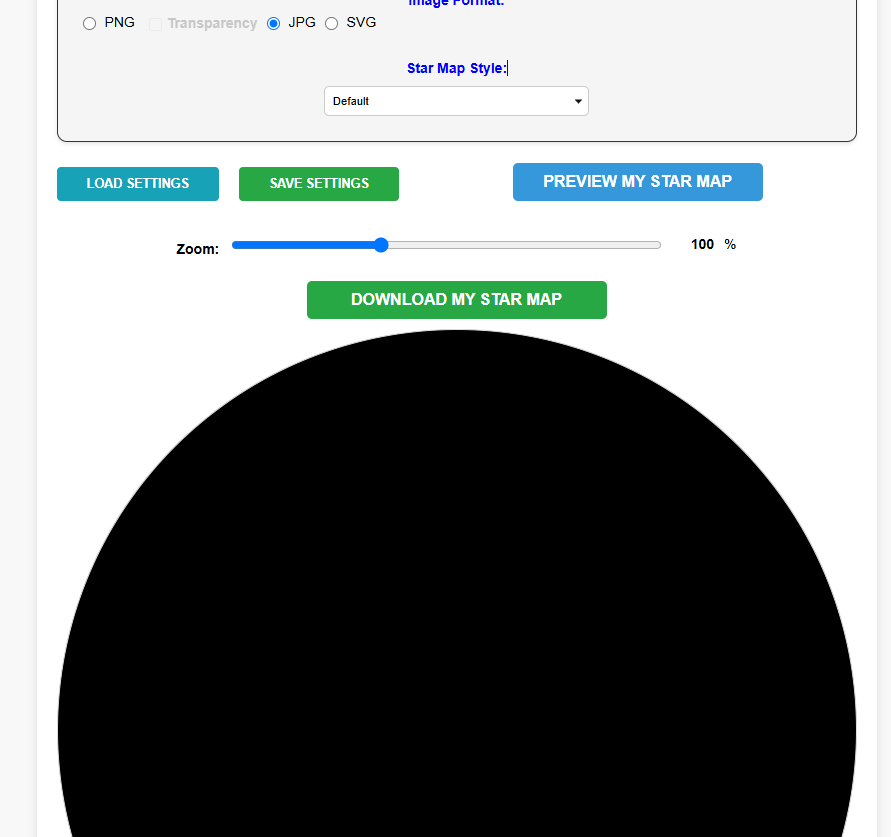 Image Format:
PNG Transparency JPG SVG
Star Map Style:
Default
LOAD SETTINGS SAVE SETTINGS PREVIEW MY STAR MAP
Zoom: 100 %
DOWNLOAD MY STAR MAP